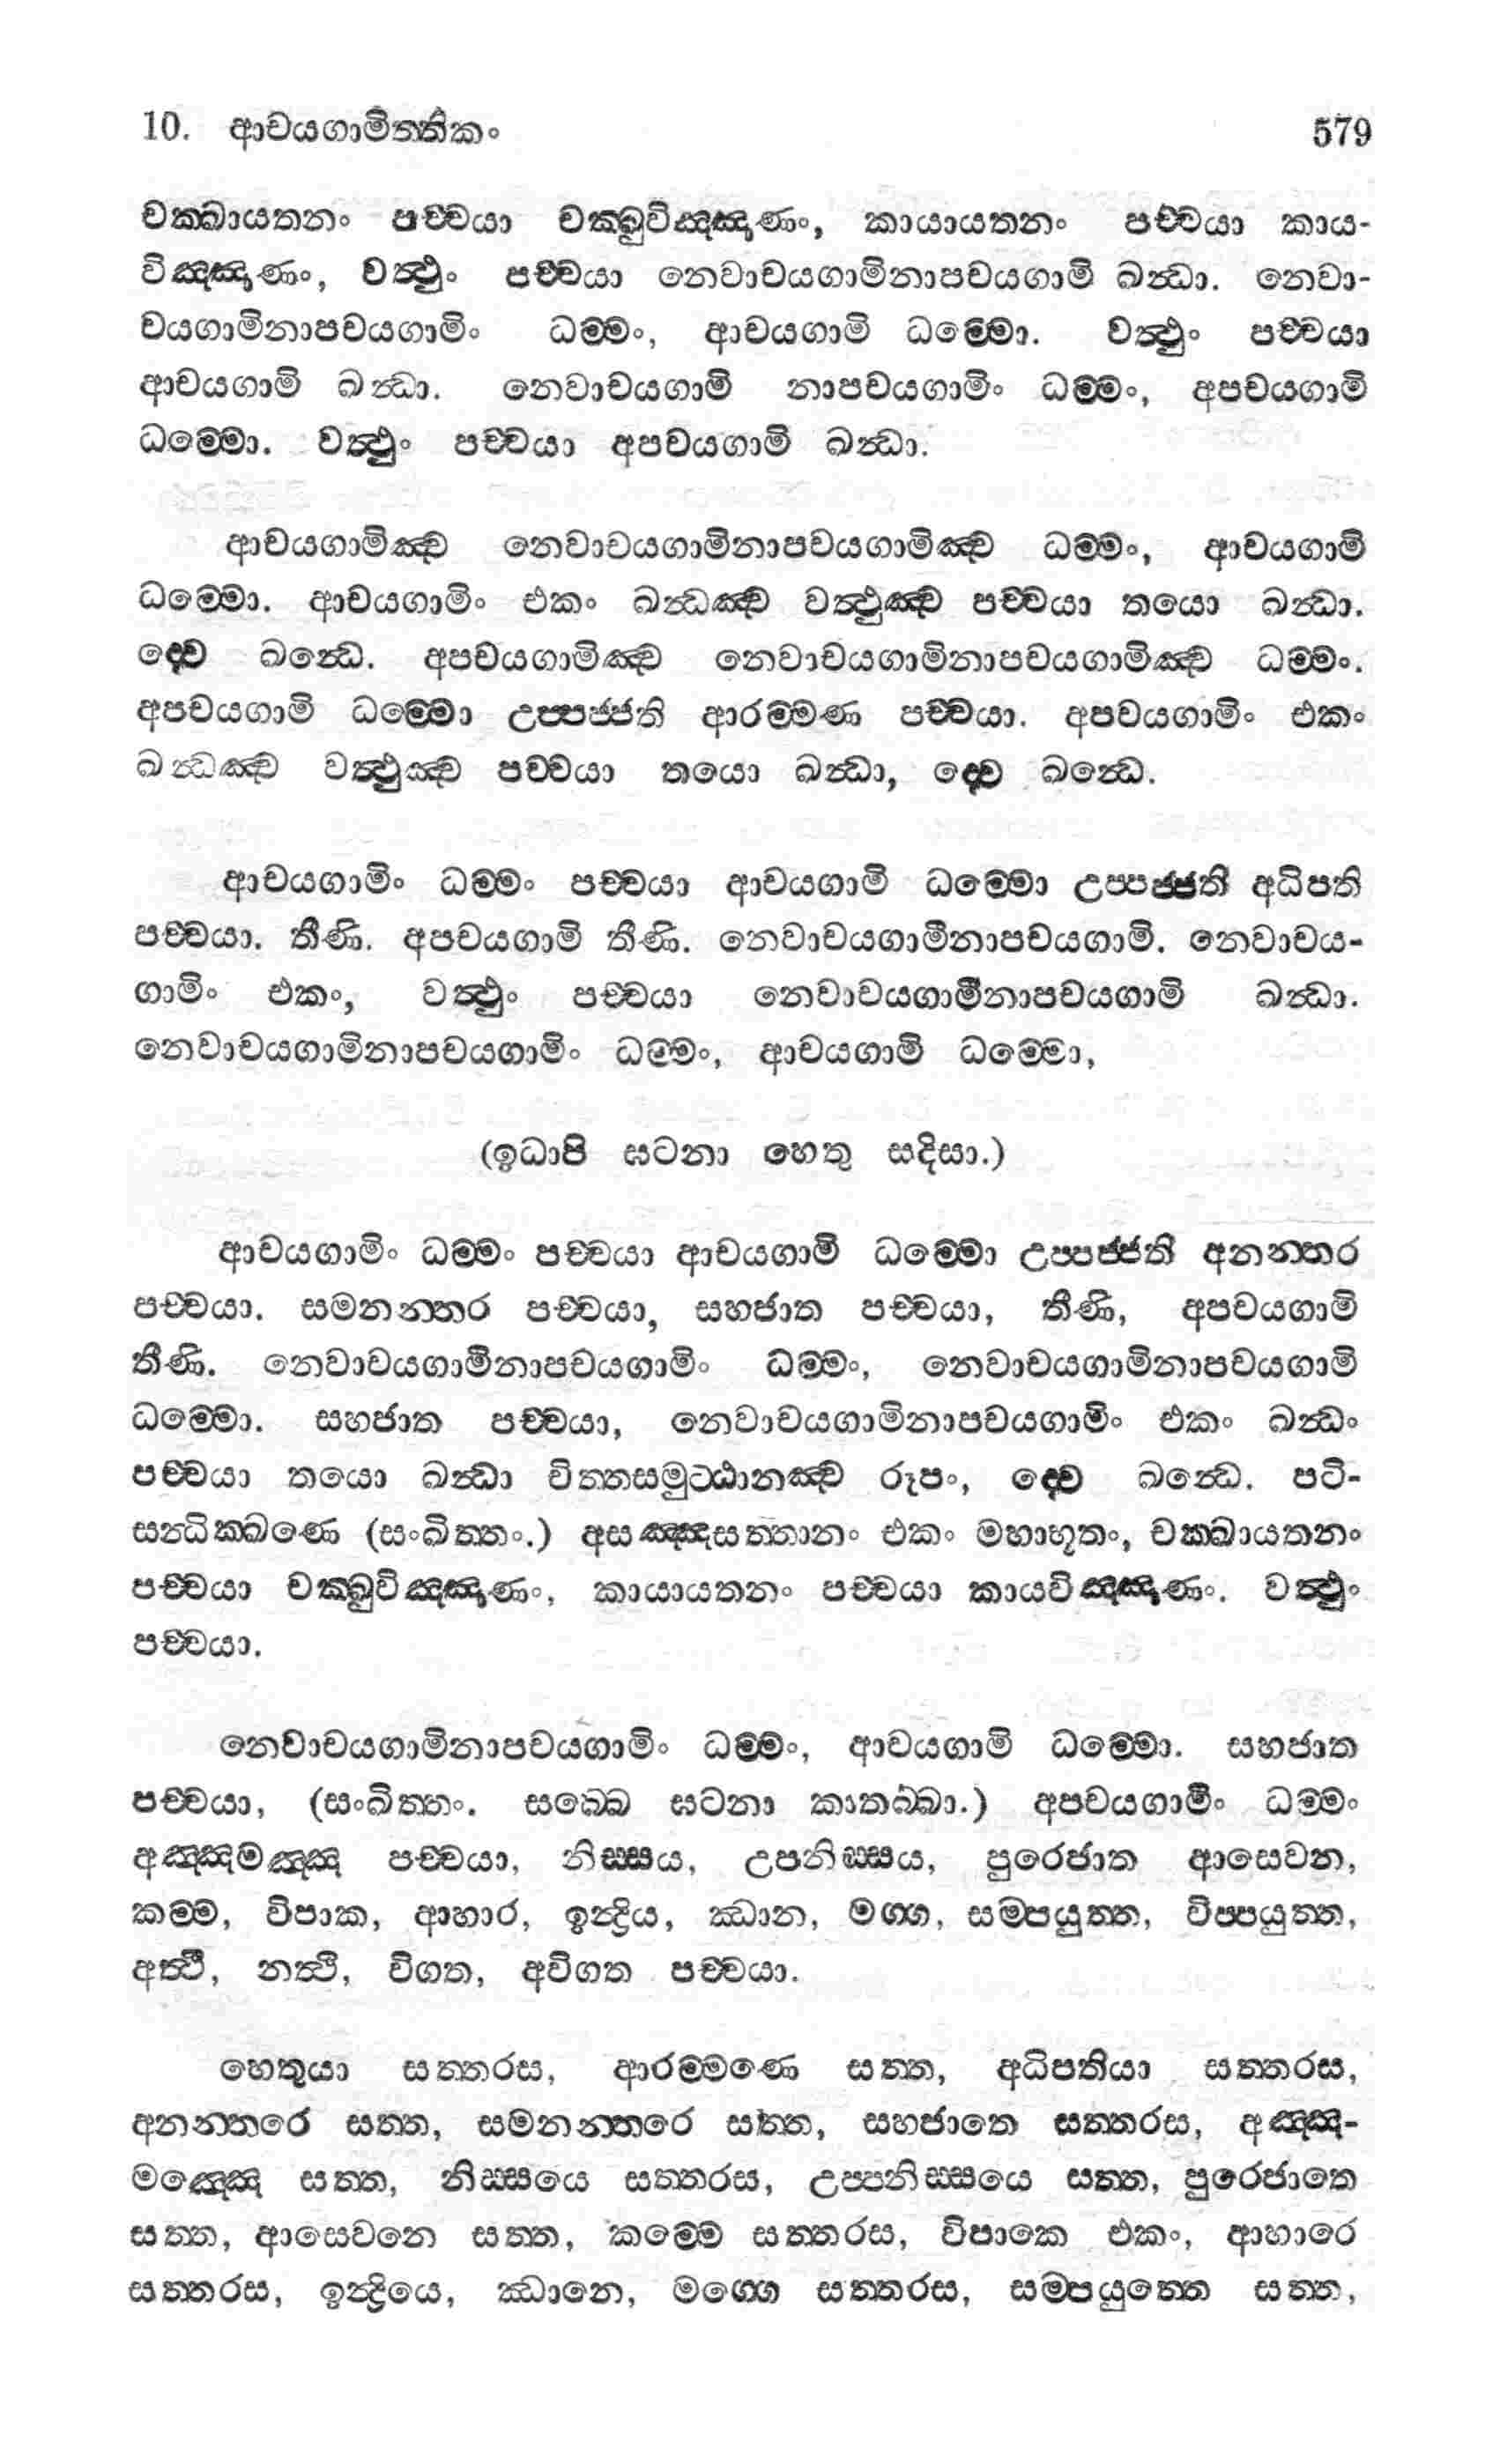 10. ආචයගාමිත්තිකං 579
චක්ඛායතනං පච්චයා චක්ඛුවිඤ්ඤාණං, කායායතනං පච්චයා කාය-
විඤ්ඤාණං, වත්ථුං පච්චයා නෙවාචයගාමිනාපචයගාමි ඛන්ධා. නෙවා-
චයගාමිනාපචයගාමිං ධම්මං, ආචයගාමි ධම්මො. වත්ථුං පච්චයා
ආචයගාමි ඛන්ධා. නෙවාචයගාමි නාපචයගාමිං ධම්මං, අපචයගාමි
ධම්මො. වත්ථුං පච්චයා අපචයගාමි ඛන්ධා.
ආචයගාමිඤ්ච නෙවාචයගාමිනාපචයගාමිඤ්ච ධම්මං, ආචයගාමි
ධම්මො. ආචයගාමිං එකං ඛන්ධඤ්ච වත්ථුඤ්ච පච්චයා තයො ඛන්ධා.
ද්වෙ ඛන්ධෙ. අපචයගාමිඤ්ච නෙවාචයගාමිනාපචයගාමිඤ්ච ධම්මං.
අපචයගාමි ධම්මො උප්පජ්ජති ආරම්මණ පච්චයා. අපචයගාමිං එකං
ඛන්ධඤ්ච වත්ථුඤ්ච පච්චයා තයො ඛන්ධා, ද්වෙ ඛන්ධෙ.
ආචයගාමිං ධම්මං පච්චයා ආචයගාමි ධම්මො උප්පජ්ජති අධිපති
පච්චයා. තීණි. අපචයගාමි තීණි. නෙවාචයගාමිනාපචයගාමි. නෙවාචය-
ගාමිං එකං, වත්ථුං පච්චයා නෙවාචයගාමීනාපචයගාමි ඛන්ධා.
නෙවාචයගාමිනාපචයගාමිං ධම්මං, ආචයගාමි ධම්මො,
(ඉධාපි ඝටනා හෙතු සදිසා.)
ආචයගාමිං ධම්මං පච්චයා ආචයගාමි ධම්මො උප්පජ්ජති අනන්තර
පච්චයා. සමනන්තර පච්චයා, සහජාත පච්චයා, තීණි, අපචයගාමි
තීණි. නෙවාචයගාමිනාපචයගාමිං ධම්මං, නෙවාචයගාමිනාපචයගාමි
ධම්මො. සහජාත පච්චයා, නෙවාචයගාමිනාපචයගාමිං එකං ඛන්ධං
පච්චයා තයො ඛන්ධා චිත්තසමුට්ඨානඤ්ච රූපං, ද්වෙ ඛන්ධෙ. පටි-
සන්ධික්ඛණෙ (සංඛිත්තං.) අසඤ්ඤසත්තානං එකං මහාභූතං, චක්ඛායතනං
පච්චයා චක්ඛුවිඤ්ඤාණං, කායායතනං පච්චයා කායවිඤ්ඤාණං. වත්ථුං
පච්චයා.
නෙවාචයගාමිනාපචයගාමිං ධම්මං, ආචයගාමි ධම්මො. සහජාත
පච්චයා, (සංඛිත්තං. සබ්බෙ ඝටනා කාතබ්බා.) අපචයගාමිං ධම්මං
අඤ්ඤමඤ්ඤ පච්චයා, නිස්සය, උපනිස්සය, පුරෙජාත ආසෙවන,
කම්ම, විපාක, ආහාර, ඉන්ද්‍රිය, ඣාන, මග්ග, සම්පයුත්ත, විප්පයුත්ත,
අත්ථි, නත්ථි, විගත, අවිගත පච්චයා.
හෙතුයා සත්තරස, ආරම්මණෙ සත්ත, අධිපතියා සත්තරස,
අනන්තරෙ සත්ත, සමනන්තරෙ සත්ත, සහජාතෙ සත්තරස, අඤ්ඤ-
මඤ්ඤෙ සත්ත, නිස්සයෙ සත්තරස, උප්පනිස්සයෙ සත්ත, පුරෙජාතෙ
සත්ත, ආසෙවනෙ සත්ත, කම්මෙ සත්තරස, විපාකෙ එකං, ආහාරෙ
සත්තරස, ඉන්ද්‍රියෙ, ඣානෙ, මග්ගෙ සත්තරස, සම්පයුත්තෙ සත්ත,